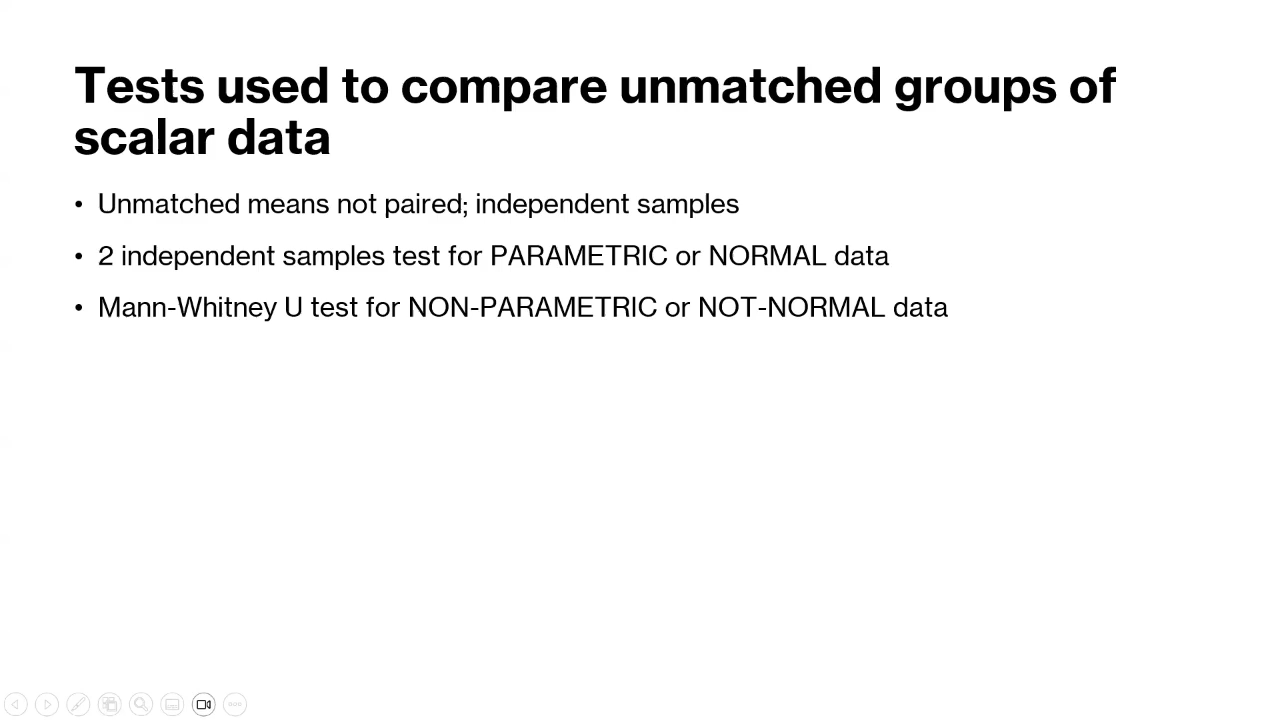 Tests used to compare unmatched groups of
scalar data
• Unmatched means not paired; independent samples
• 2 independent samples test for PARAMETRIC or NORMAL data
• Mann-Whitney U test for NON-PARAMETRIC or NOT-NORMAL data